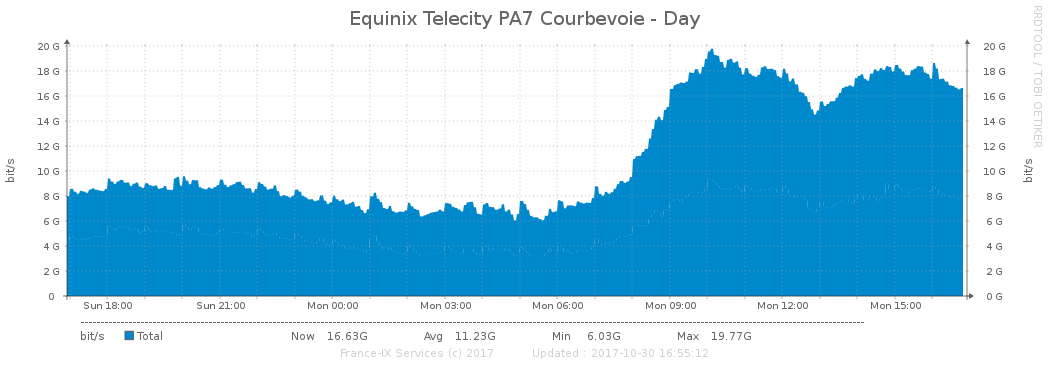 Equinix Telecity PA7 Courbevoie - Day
RRDTOOL / TOBI OETIKER
bit/s
20 G
18 G
16 G
14 G
12 G
10 G
8 G
6 G
4 G
2 G
0
20 G
18 G
16 G
14 G
12 G
10 G
8 G
6 G
4 G
2 G
0 G
bit/s
Sun 18:00 Sun 21:00 Mon 00:00 Mon 03:00 Mon 06:00 Mon 09:00 Mon 12:00 Mon 15:00
bit/s Total Now 16.63G Avg 11.23G Min 6.03G Max 19.77G
France-IX Services (c) 2017 Updated : 2017-10-30 16:55:12